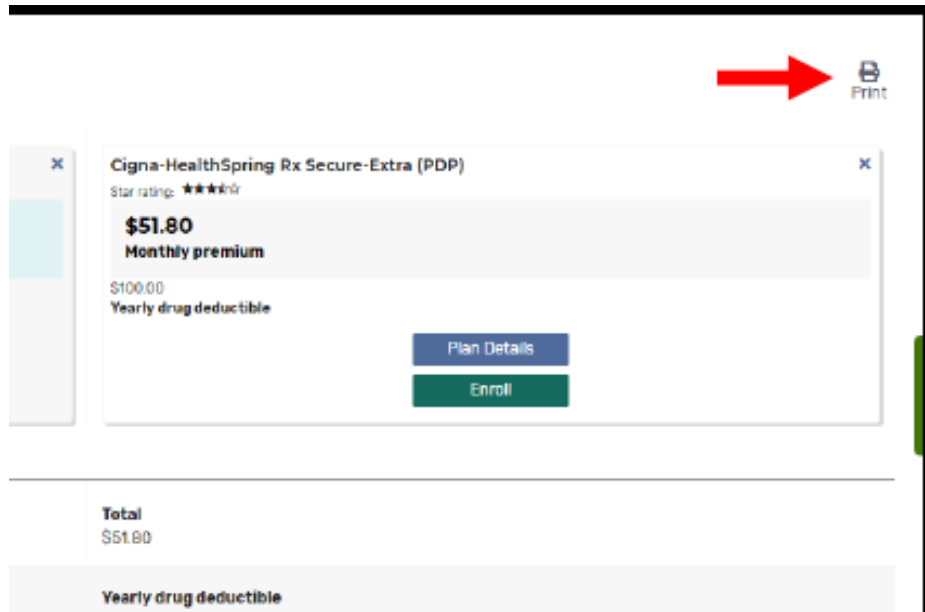 Print
Cigna-HealthSpring Rx Secure-Extra (PDP)
Star rating:
$51.80
Monthly premium
$100.00
Yearly drug deductible
Plan Details
Enroll
Total
$51.80
Yearly drug deductible